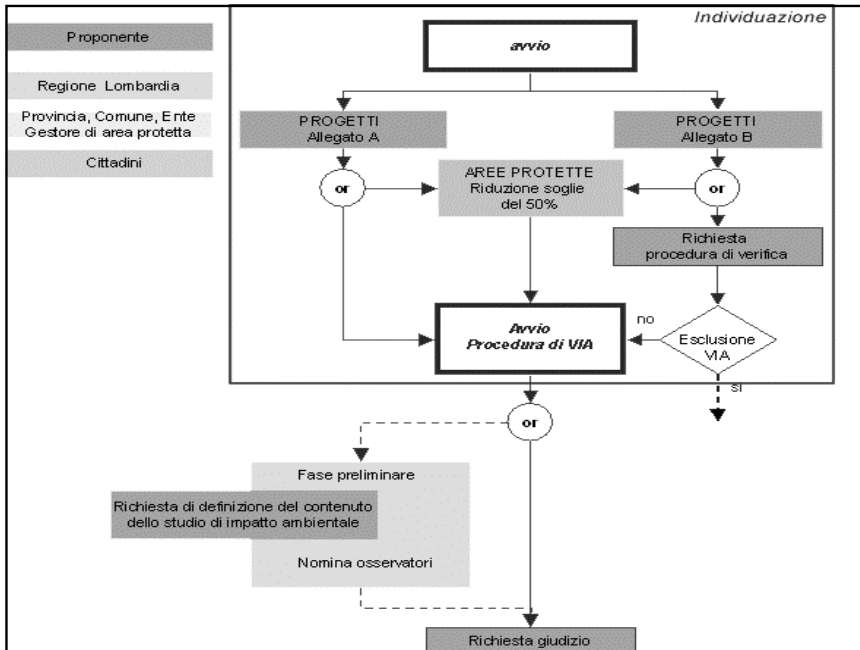 Individuazione
Proponente
Regione Lombardia
Provincia, Comune, Ente
Gestore di area protetta
Cittadini
avvio
PROGETTI
Allegato A
PROGETTI
Allegato B
or
AREE PROTETTE
Riduzione soglie
del 50%
or
Richiesta
procedura di verifica
Avvio
Procedura di VIA
no
Esclusione
VIA
si
or
Fase preliminare
Richiesta di definizione del contenuto
dello studio di impatto ambientale
Nomina osservatori
Richiesta giudizio